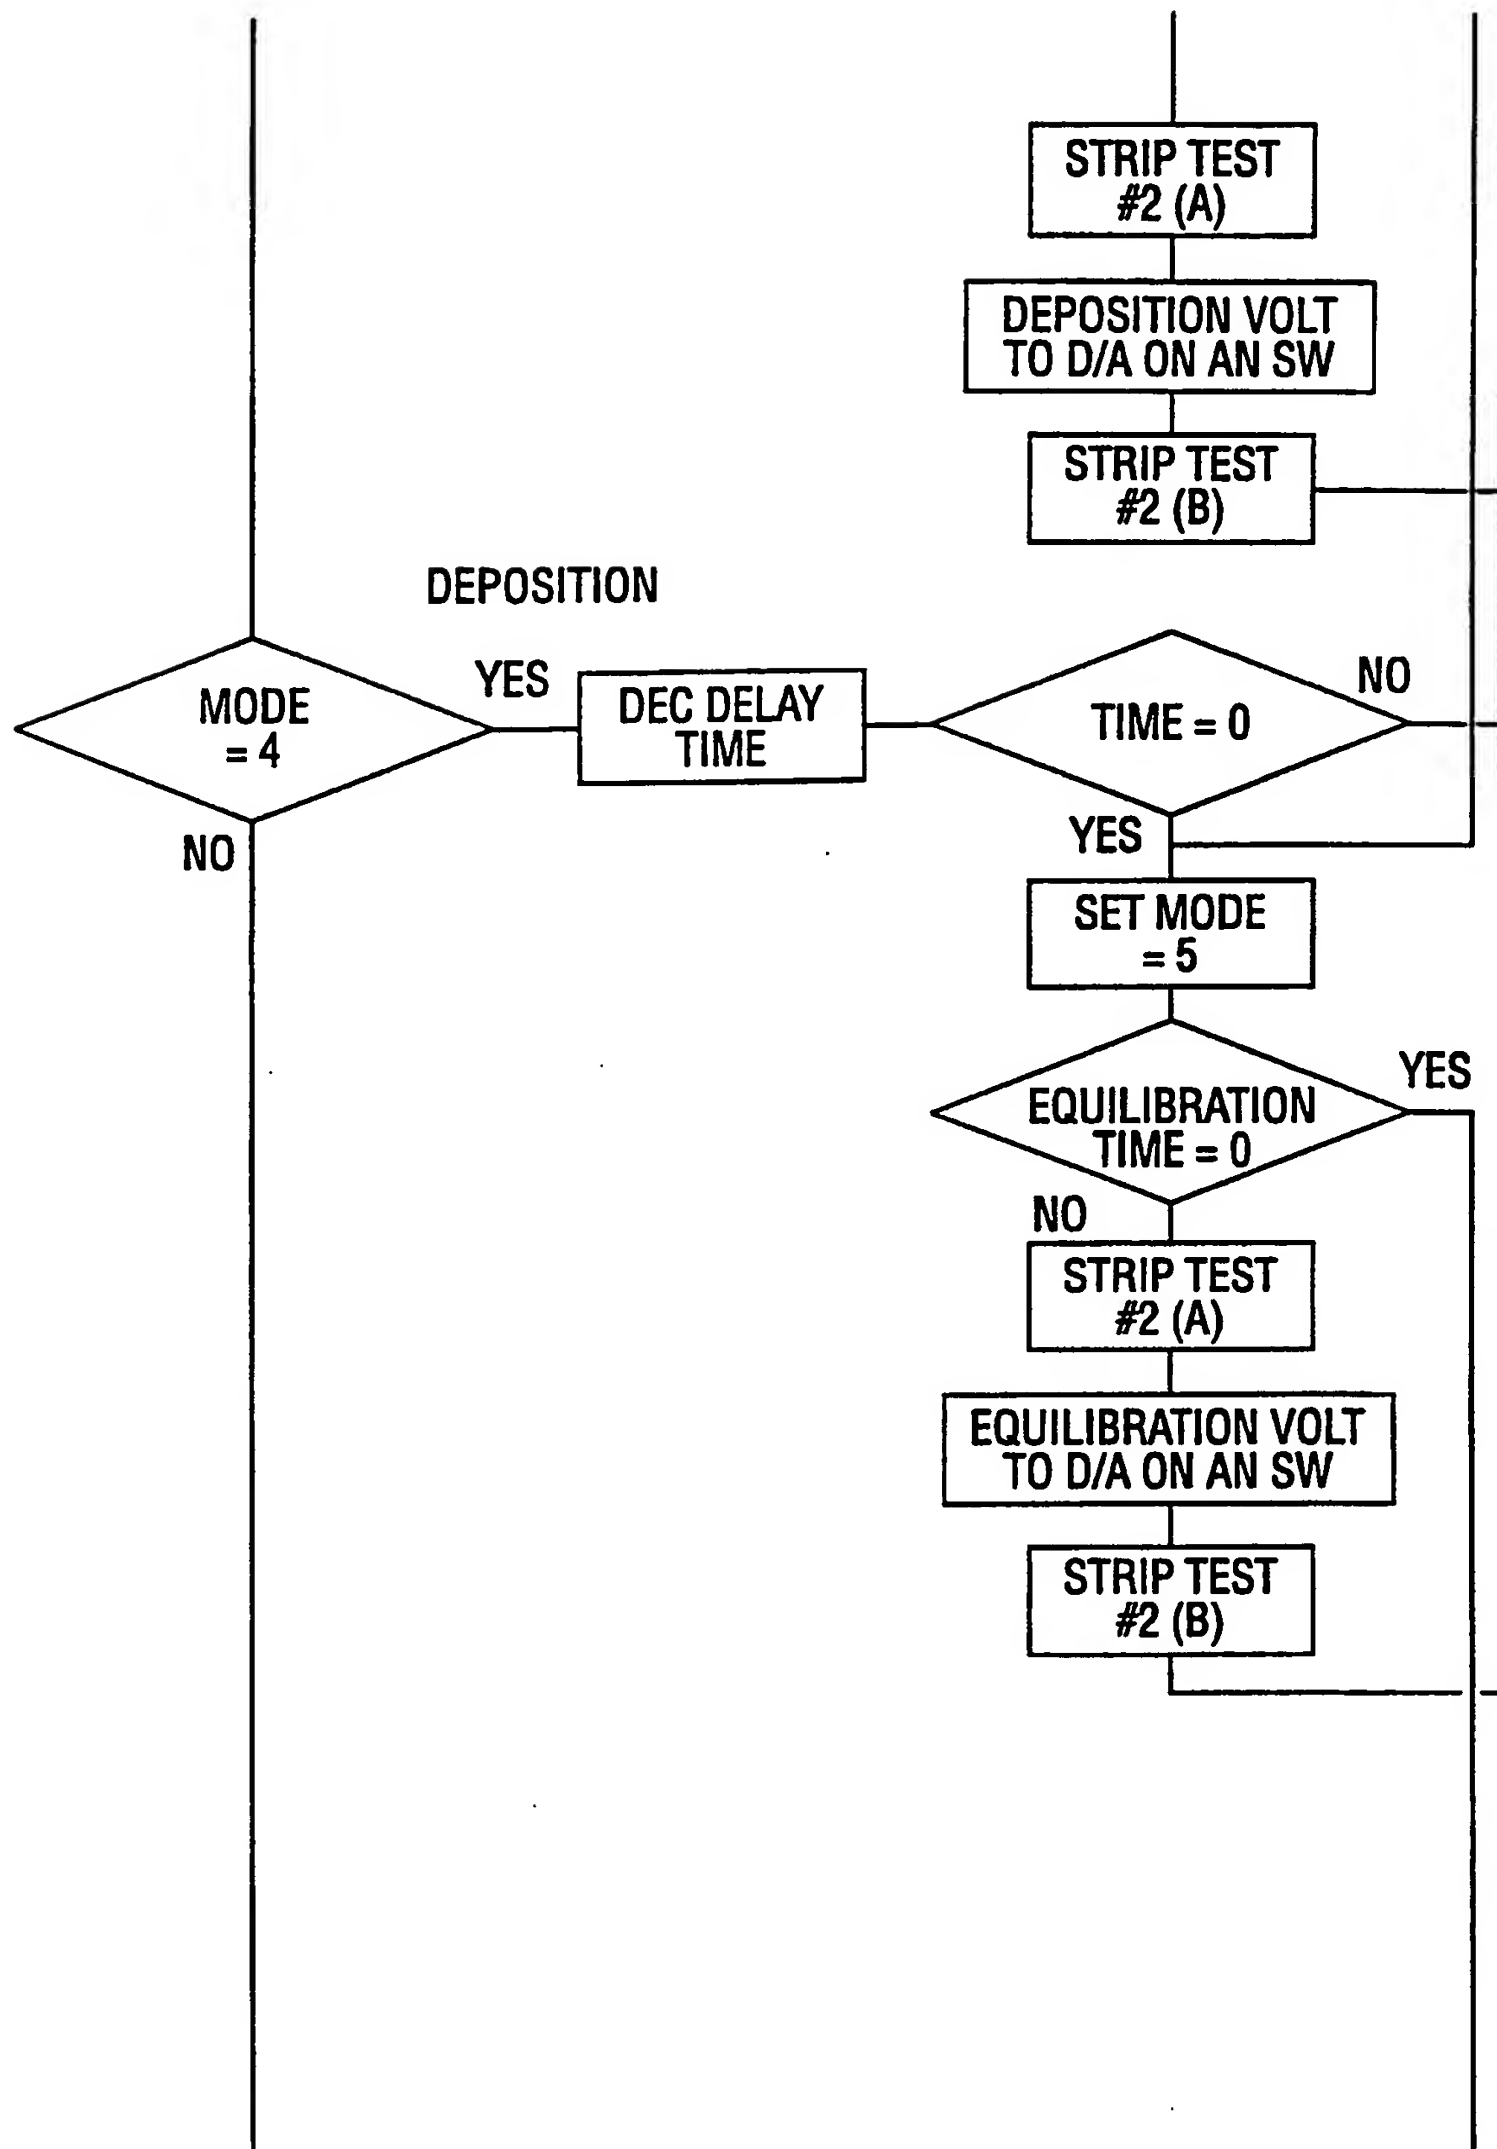 STRIP TEST
#2 (A)
DEPOSITION VOLT
TO D/A ON AN SW
STRIP TEST
#2 (B)
DEPOSITION
MODE
= 4
YES
DEC DELAY
TIME
TIME = 0
NO
NO
YES
SET MODE
= 5
EQUILIBRATION
TIME = 0
YES
NO
STRIP TEST
#2 (A)
EQUILIBRATION VOLT
TO D/A ON AN SW
STRIP TEST
#2 (B)